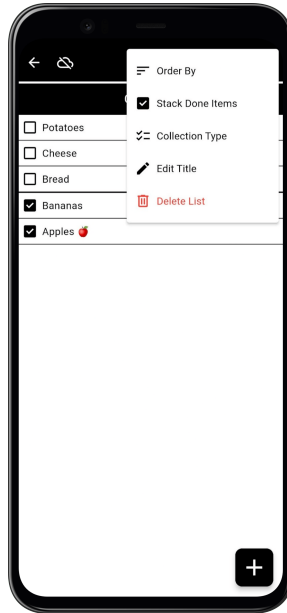 Order By
Stack Done Items
Collection Type
Edit Title
Delete List
Potatoes
Cheese
Bread
Bananas
Apples 🍎